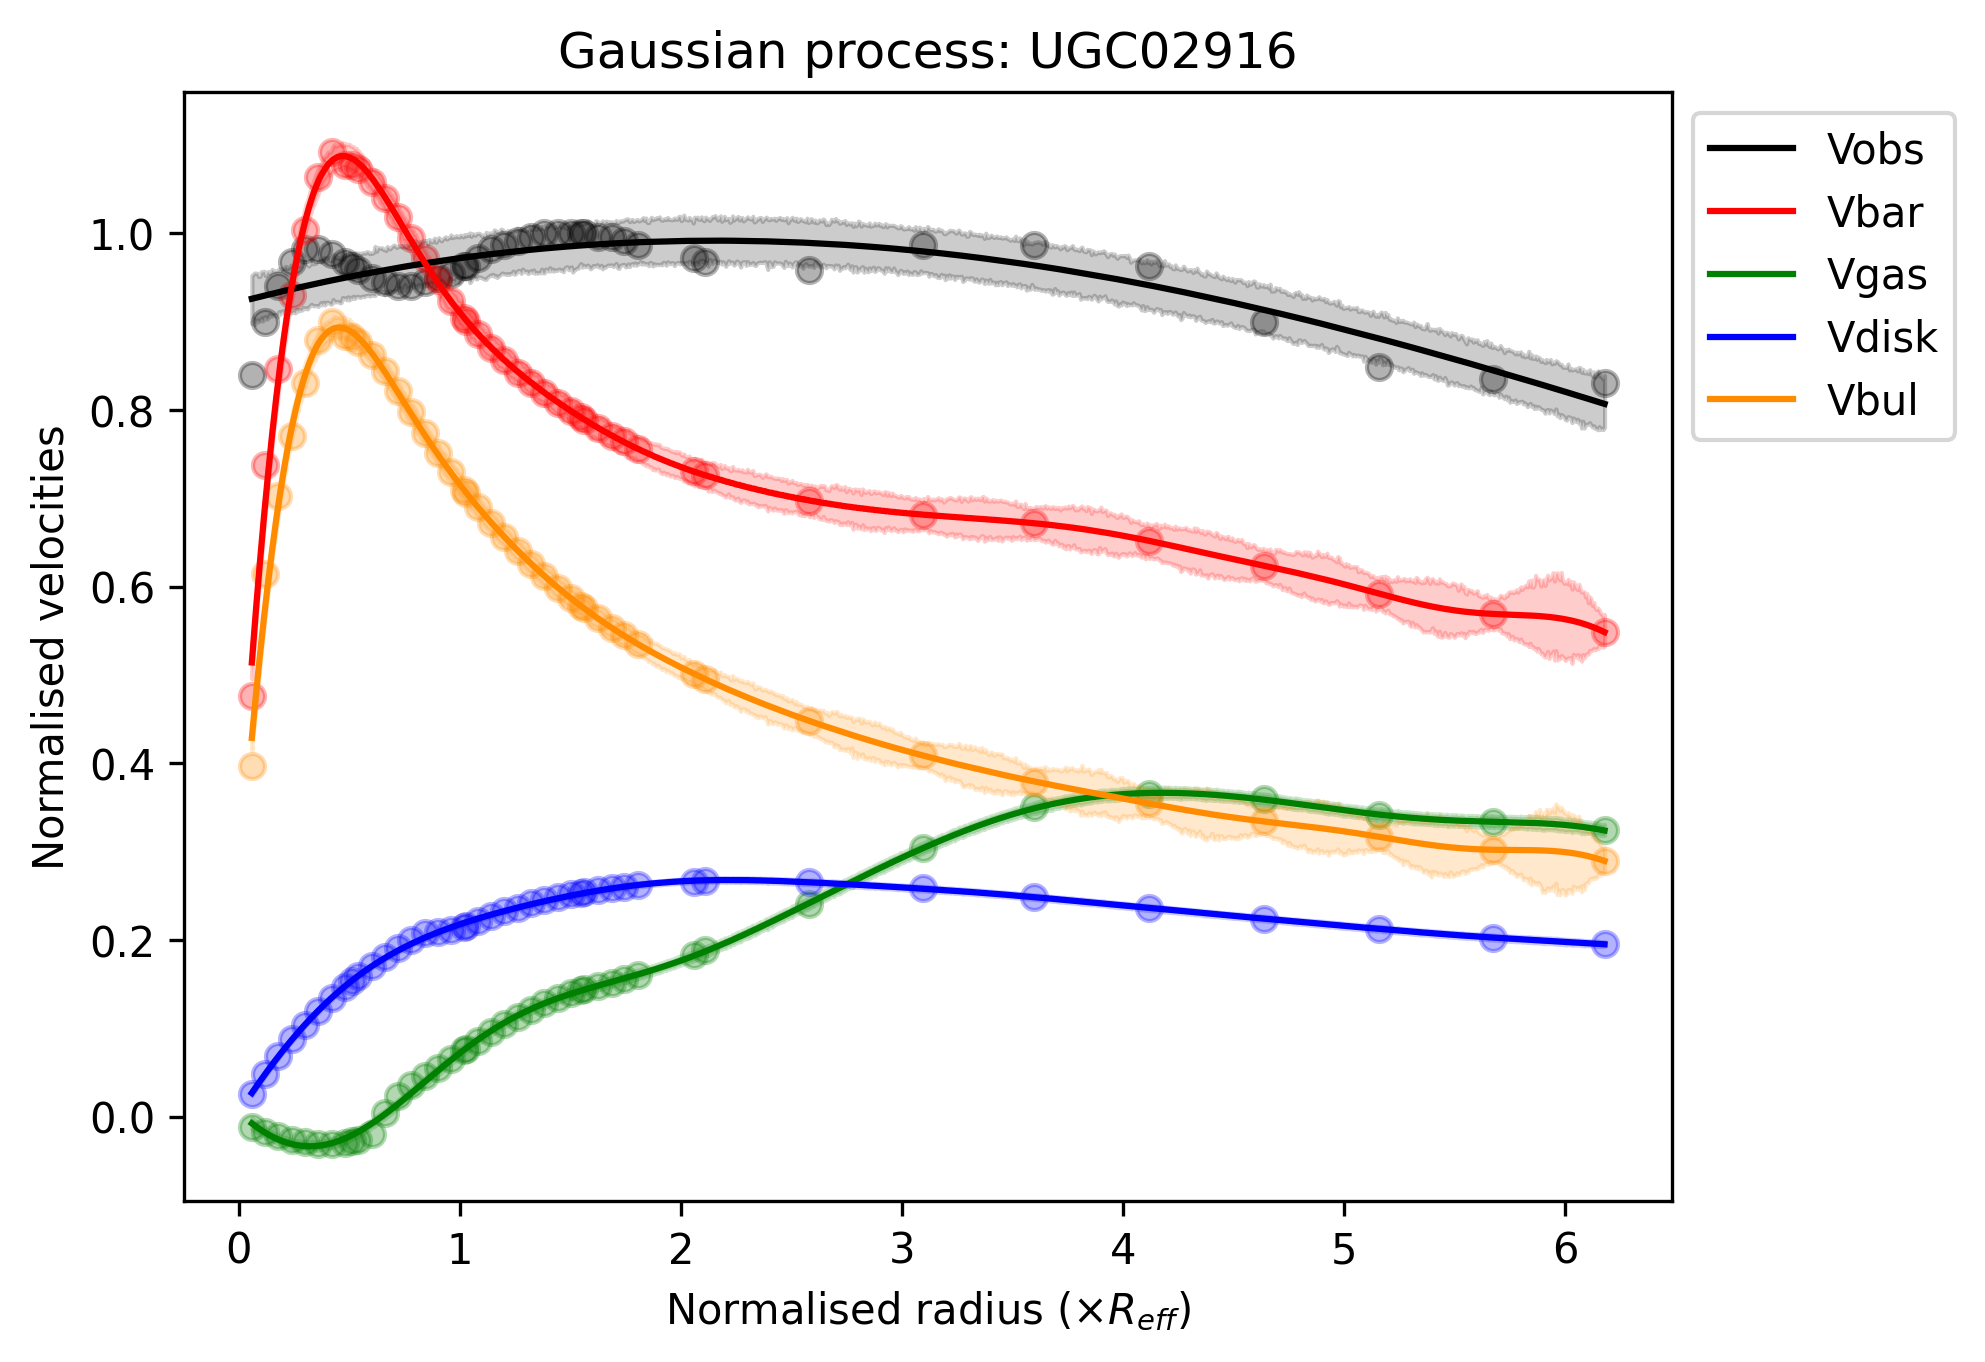 Gaussian process: UGC02916
Vobs
Vbar
Vgas
Vdisk
Vbul
Normalised velocities
1.0
0.8
0.6
0.4
0.2
0.0
0 1 2 3 4 5 6
Normalised radius (×R_eff)